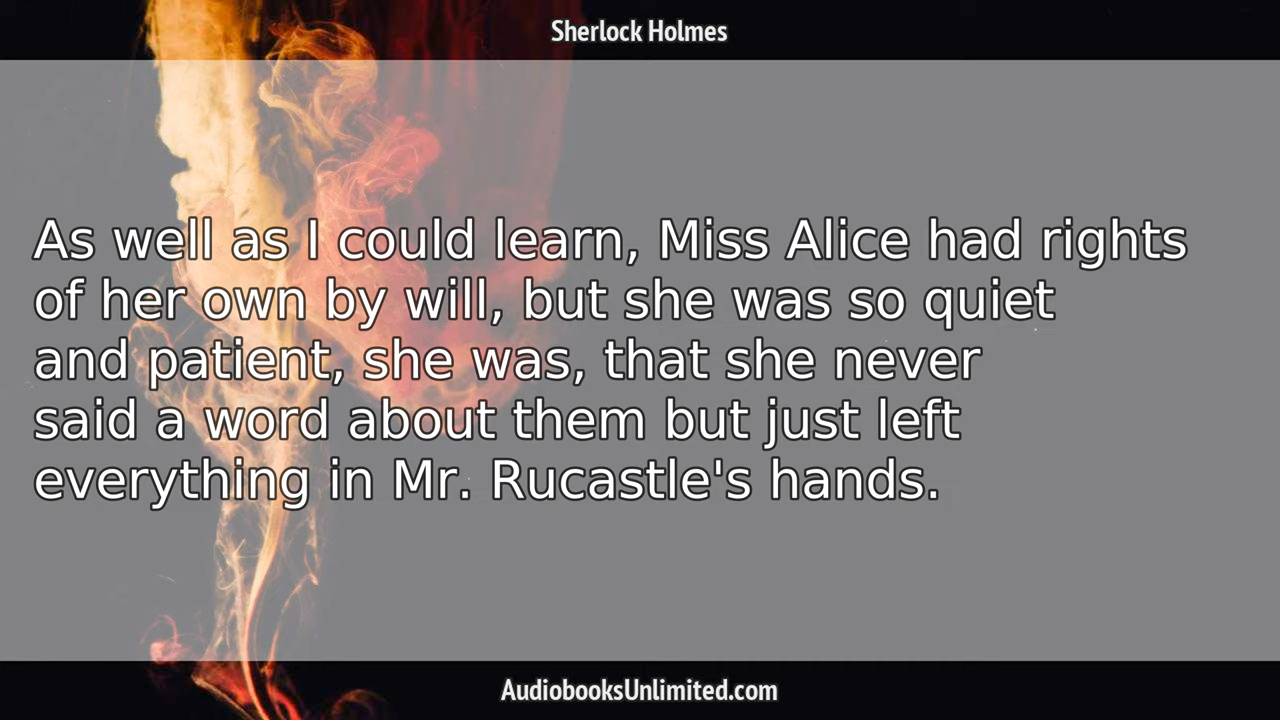 Sherlock Holmes
As well as I could learn, Miss Alice had rights
of her own by will, but she was so quiet
and patient, she was, that she never
said a word about them but just left
everything in Mr. Rucastle's hands.
AudiobooksUnlimited.com